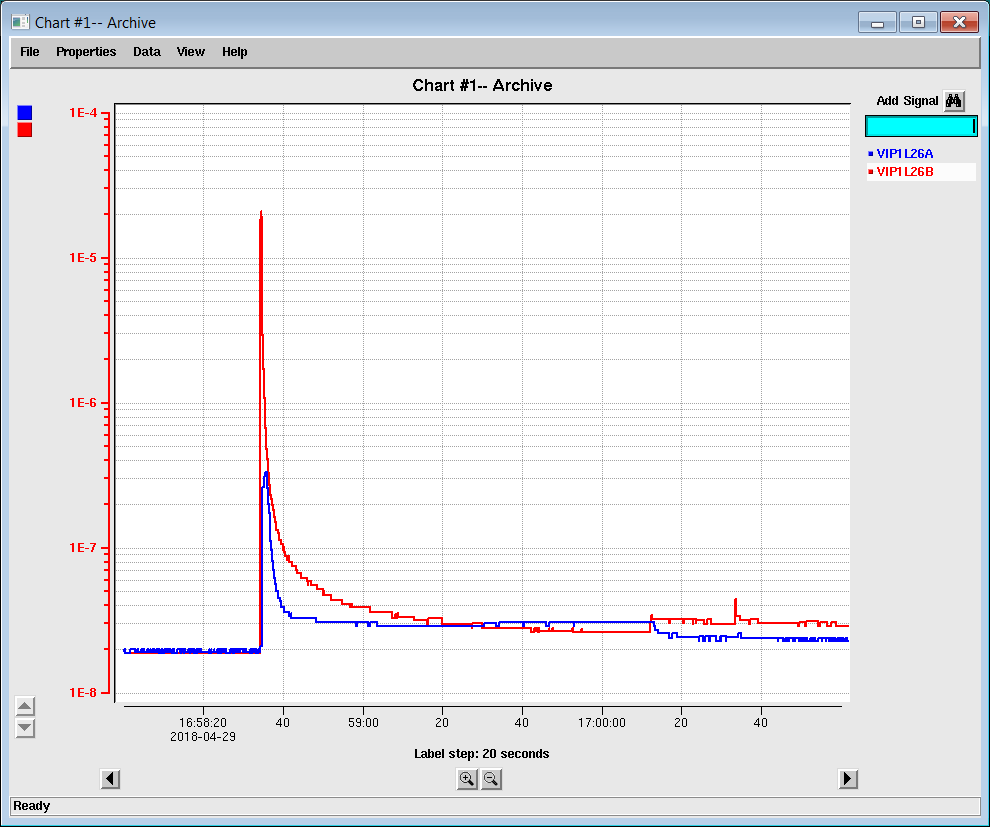 Chart #1-- Archive
File Properties Data View Help
Chart #1-- Archive
Add Signal
VIP1L26A
VIP1L26B
1E-4
1E-5
1E-6
1E-7
1E-8
16:58:20 40 59:00 20 40 17:00:00 20 40
2018-04-29
Label step: 20 seconds
Ready